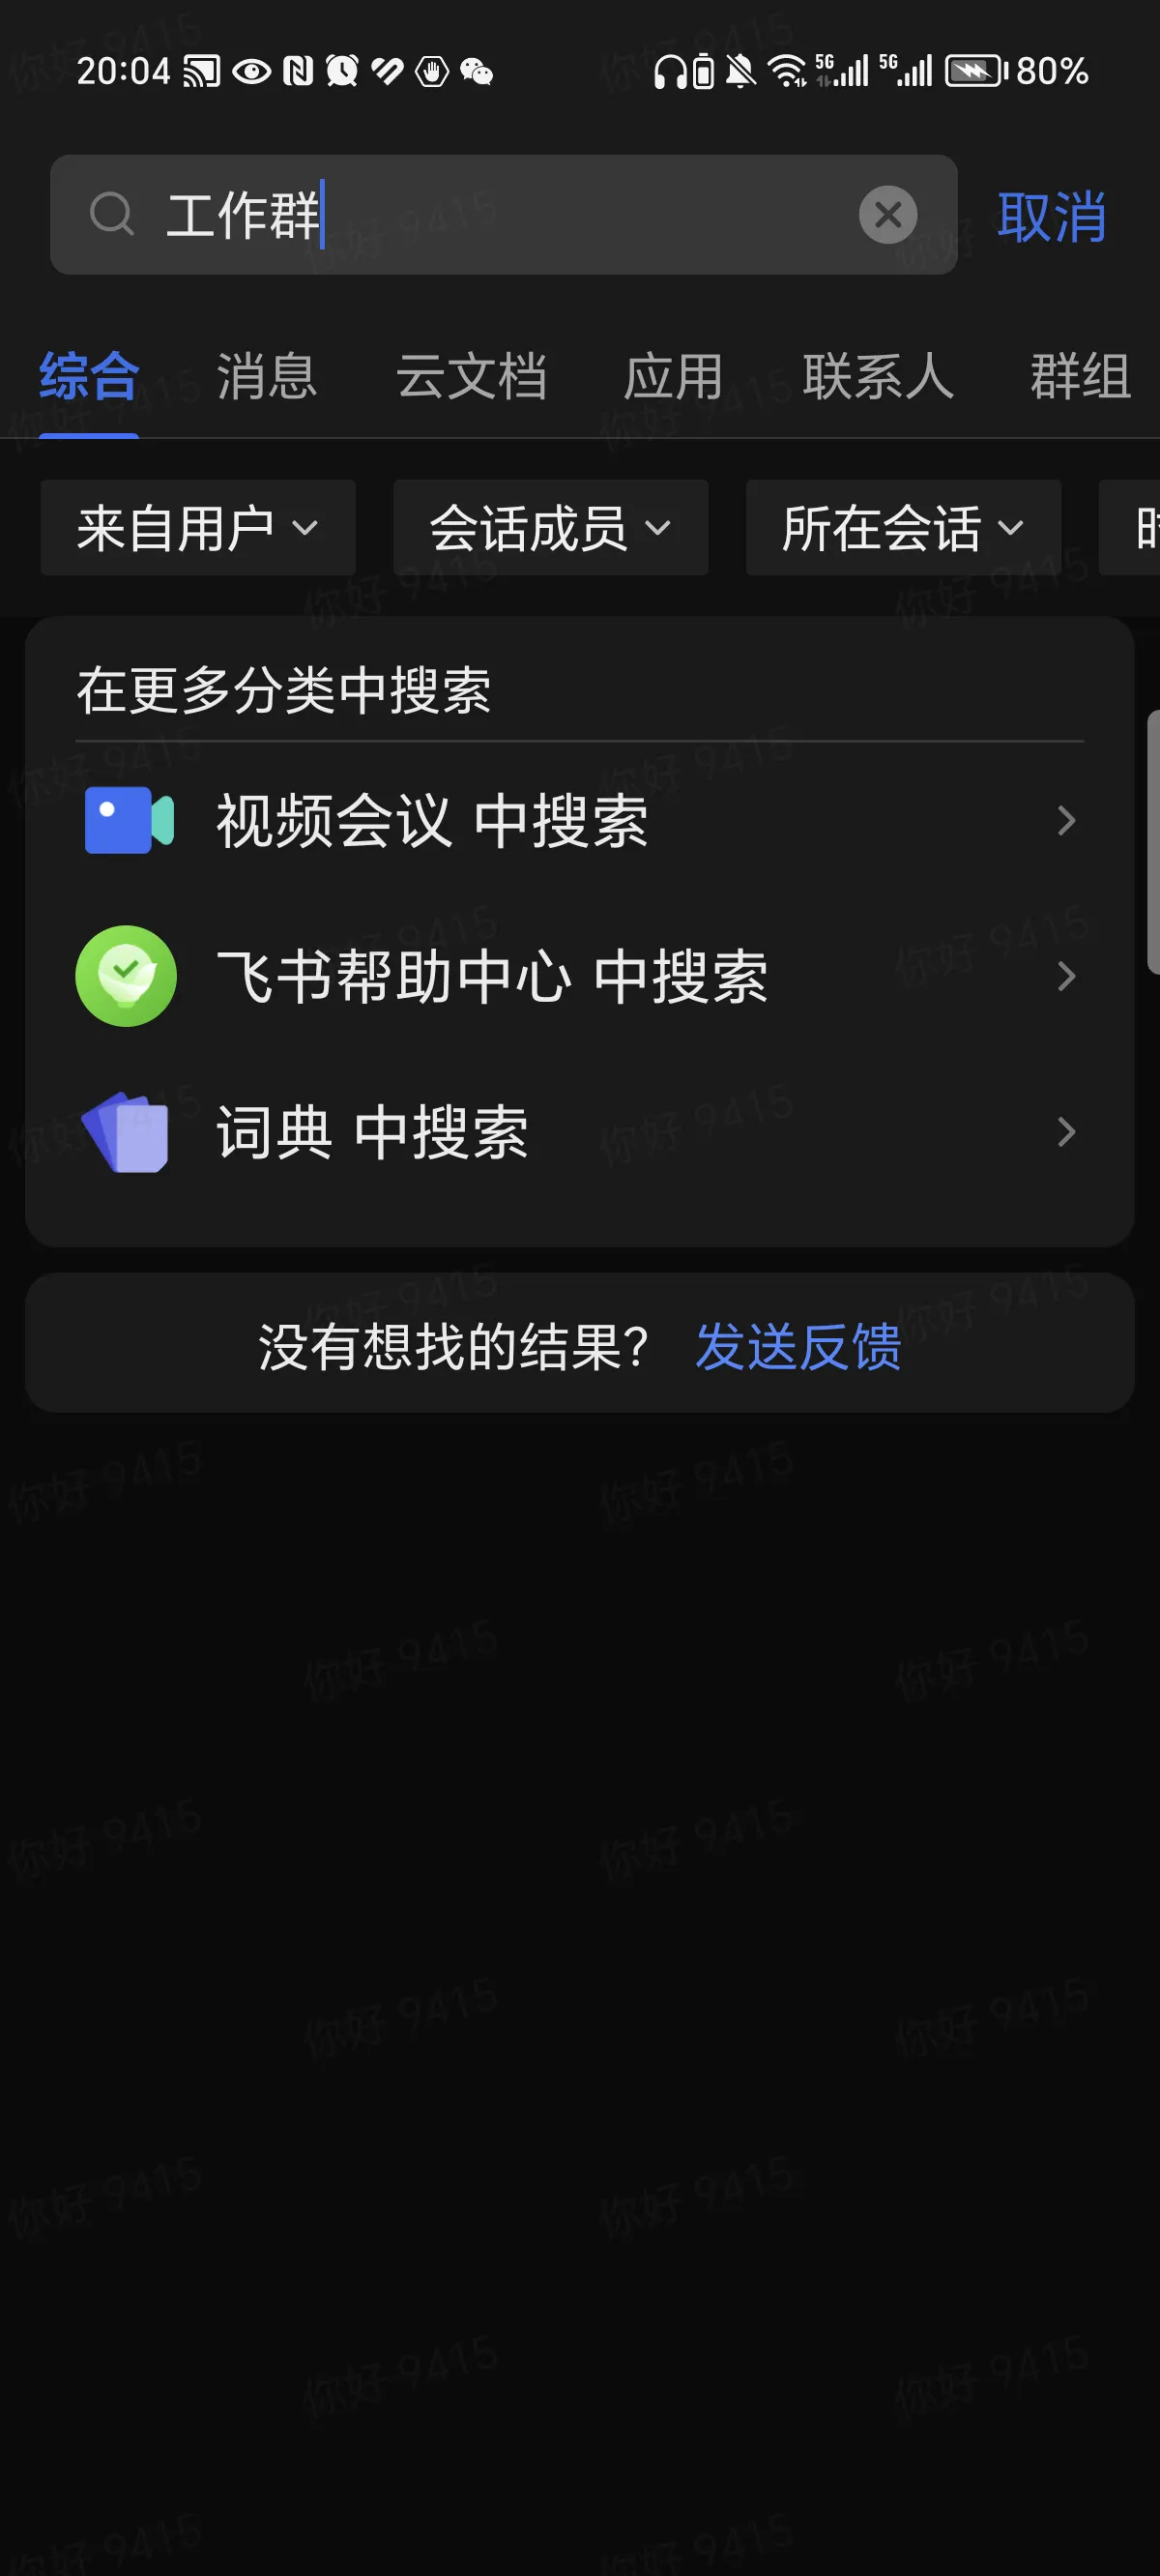 20:04 5G 5G 80%
工作群 取消
综合 消息 云文档 应用 联系人 群组
来自用户 会话成员 所在会话
在更多分类中搜索
视频会议 中搜索
飞书帮助中心 中搜索
词典 中搜索
没有想找的结果？ 发送反馈
你好 9415